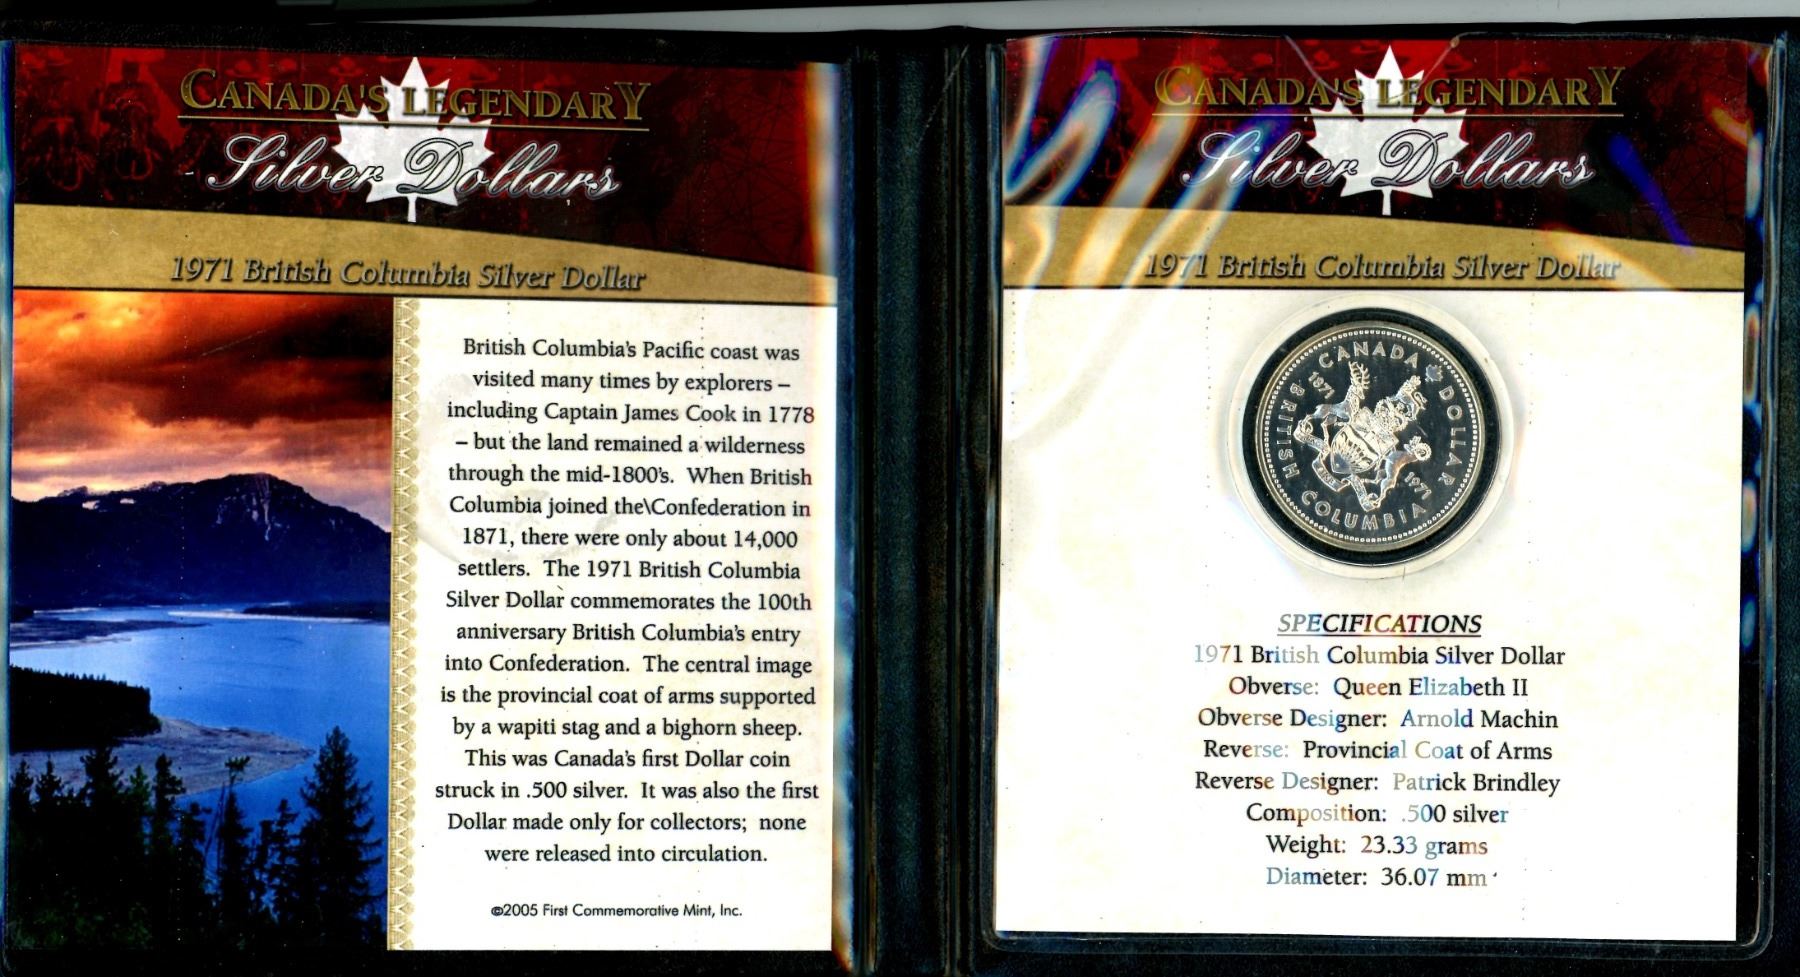 CANADA'S LEGENDARY
Silver Dollars
1971 British Columbia Silver Dollar
British Columbia's Pacific coast was
visited many times by explorers –
including Captain James Cook in 1778
– but the land remained a wilderness
through the mid-1800's. When British
Columbia joined the\Confederation in
1871, there were only about 14,000
settlers. The 1971 British Columbia
Silver Dollar commemorates the 100th
anniversary British Columbia's entry
into Confederation. The central image
is the provincial coat of arms supported
by a wapiti stag and a bighorn sheep.
This was Canada's first Dollar coin
struck in .500 silver. It was also the first
Dollar made only for collectors; none
were released into circulation.
©2005 First Commemorative Mint, Inc.
CANADA'S LEGENDARY
Silver Dollars
1971 British Columbia Silver Dollar
CANADA DOLLAR
1871
BRITISH COLUMBIA
1971
SPECIFICATIONS
1971 British Columbia Silver Dollar
Obverse: Queen Elizabeth II
Obverse Designer: Arnold Machin
Reverse: Provincial Coat of Arms
Reverse Designer: Patrick Brindley
Composition: .500 silver
Weight: 23.33 grams
Diameter: 36.07 mm